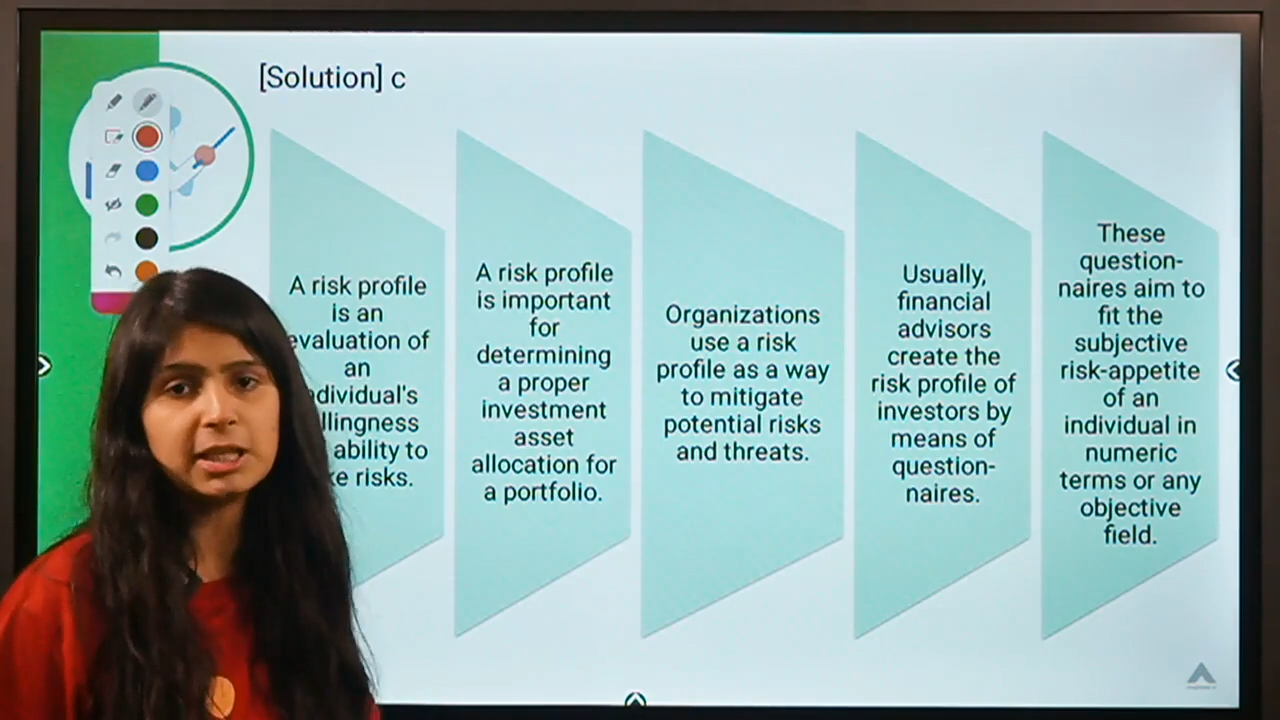 [Solution] c
A risk profile
is an
evaluation of
an
ability to
risks.
A risk profile
is important
for
determining
a proper
investment
asset
allocation for
a portfolio.
Organizations
use a risk
profile as a way
to mitigate
potential risks
and threats.
Usually,
financial
advisors
create the
risk profile of
investors by
means of
question-
naires.
These
question-
naires aim to
fit the
subjective
risk-appetite
of an
individual in
numeric
terms or any
objective
field.